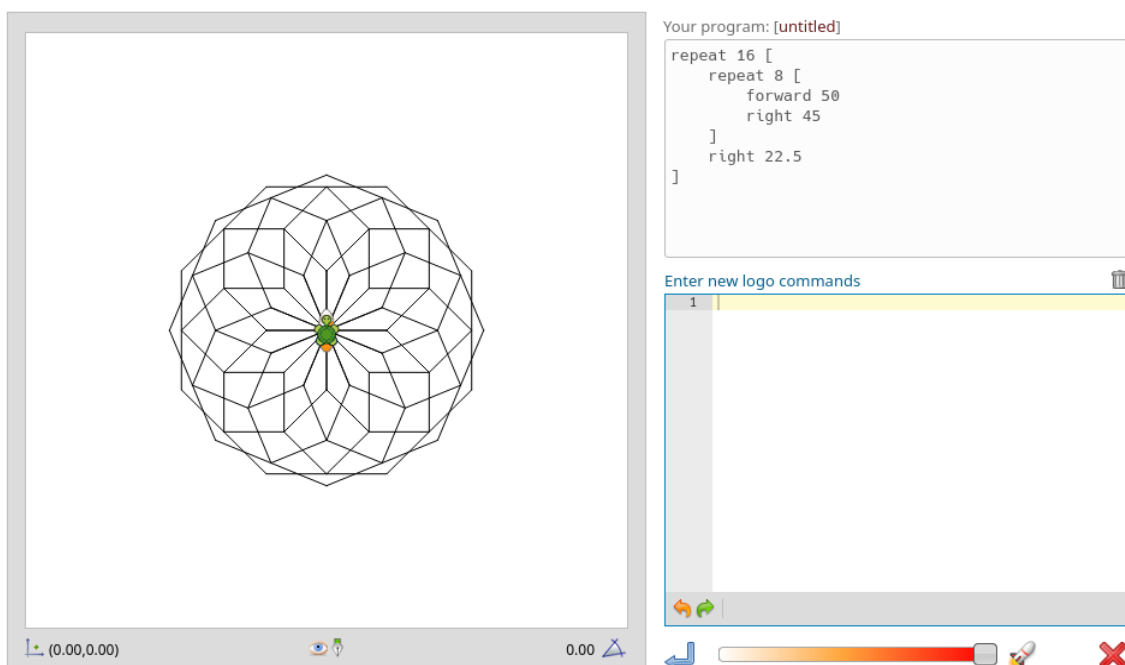 Your program: [untitled]
repeat 16 [
    repeat 8 [
        forward 50
        right 45
    ]
    right 22.5
]
Enter new logo commands
1
(0.00,0.00)
0.00